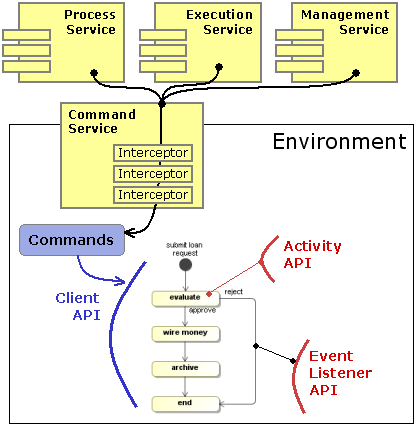 Process
Service
Execution
Service
Management
Service
Command
Service
Interceptor
Interceptor
Interceptor
Environment
Commands
submit loan
request
Activity
API
Client
API
evaluate
reject
approve
wire money
Event
Listener
API
archive
end